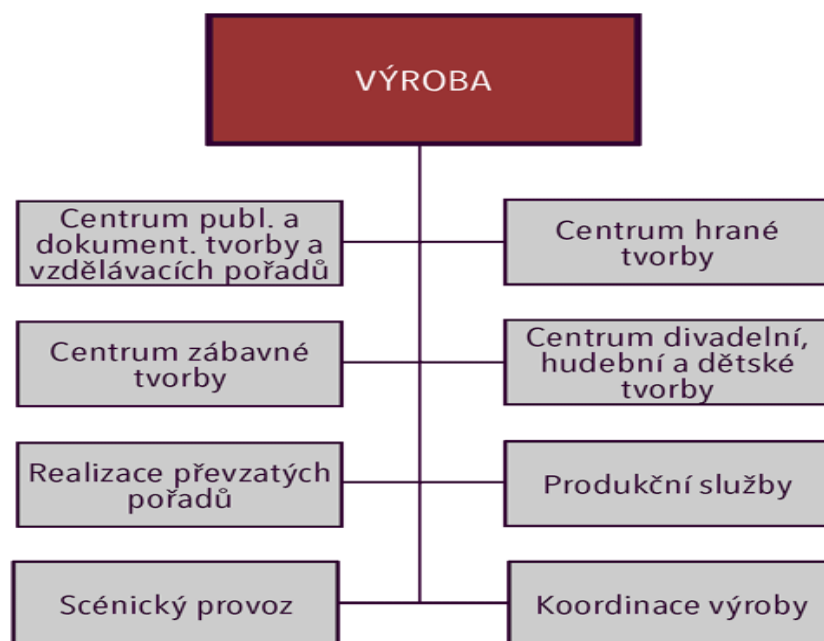 VÝROBA
Centrum publ. a
dokument. tvorby a
vzdělávacích pořadů
Centrum hrané
tvorby
Centrum zábavné
tvorby
Centrum divadelní,
hudební a dětské
tvorby
Realizace převzatých
pořadů
Produkční služby
Scénický provoz
Koordinace výroby